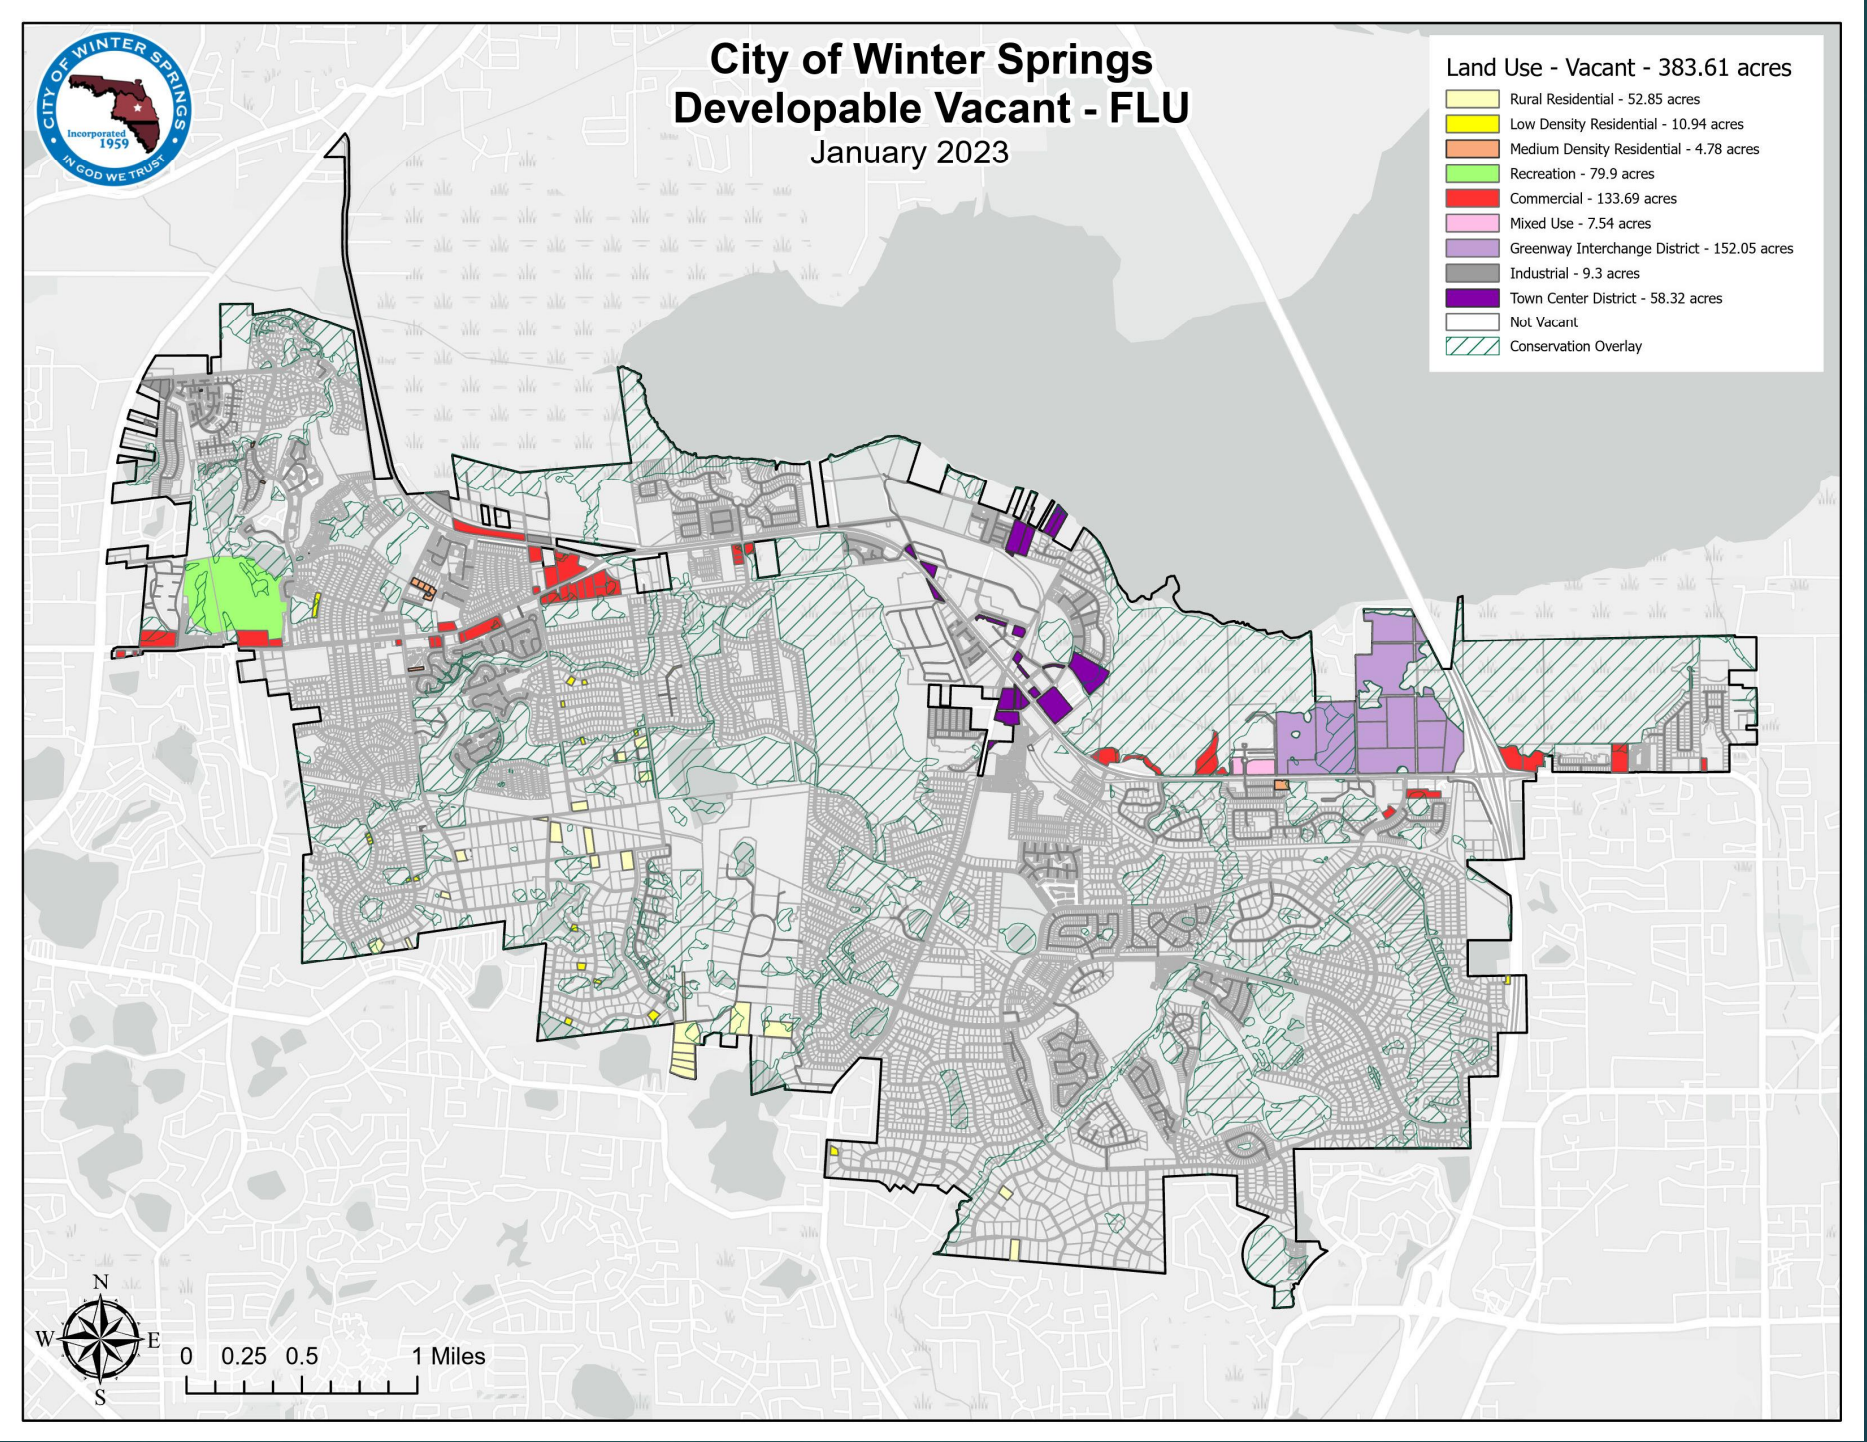 CITY OF WINTER SPRINGS
Incorporated
1959
IN GOD WE TRUST
City of Winter Springs
Developable Vacant - FLU
January 2023
Land Use - Vacant - 383.61 acres
Rural Residential - 52.85 acres
Low Density Residential - 10.94 acres
Medium Density Residential - 4.78 acres
Recreation - 79.9 acres
Commercial - 133.69 acres
Mixed Use - 7.54 acres
Greenway Interchange District - 152.05 acres
Industrial - 9.3 acres
Town Center District - 58.32 acres
Not Vacant
Conservation Overlay
N
W E
S
0 0.25 0.5 1 Miles